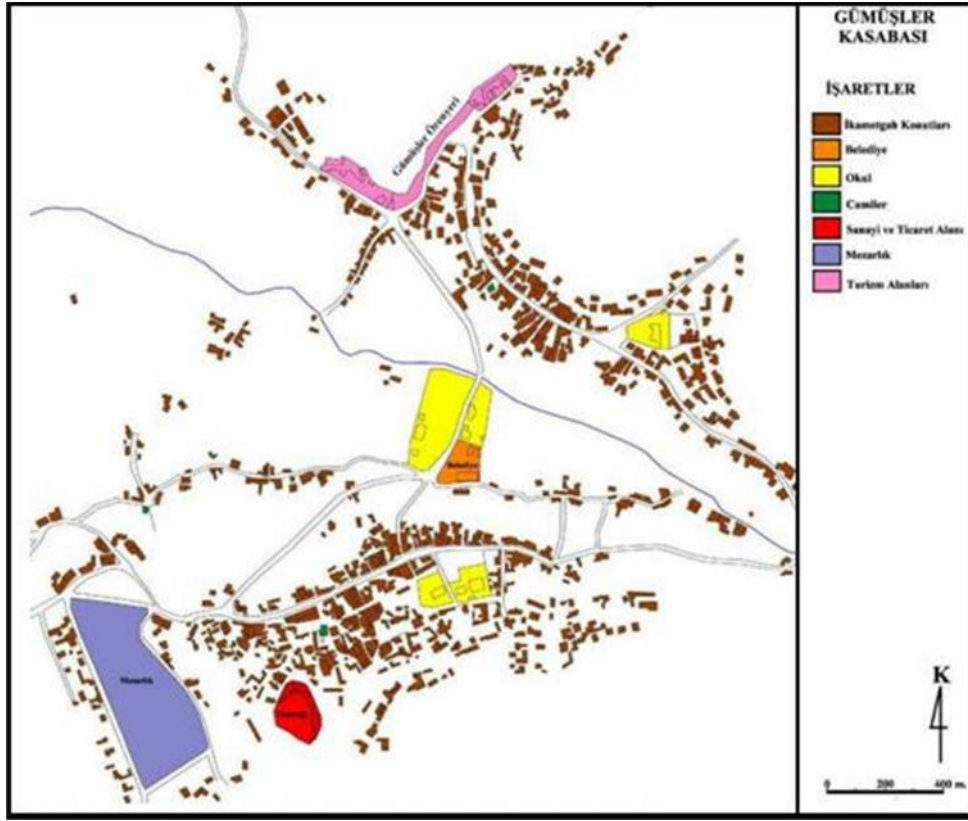 GÜMÜŞLER
KASABASI
İŞARETLER
İkametgah Konutları
Belediye
Okul
Camiler
Sanayi ve Ticaret Alanı
Mezarlık
Turizm Alanları
Gümüşler Örenyeri
Belediye
Mezarlık
K
0 200 400 m.